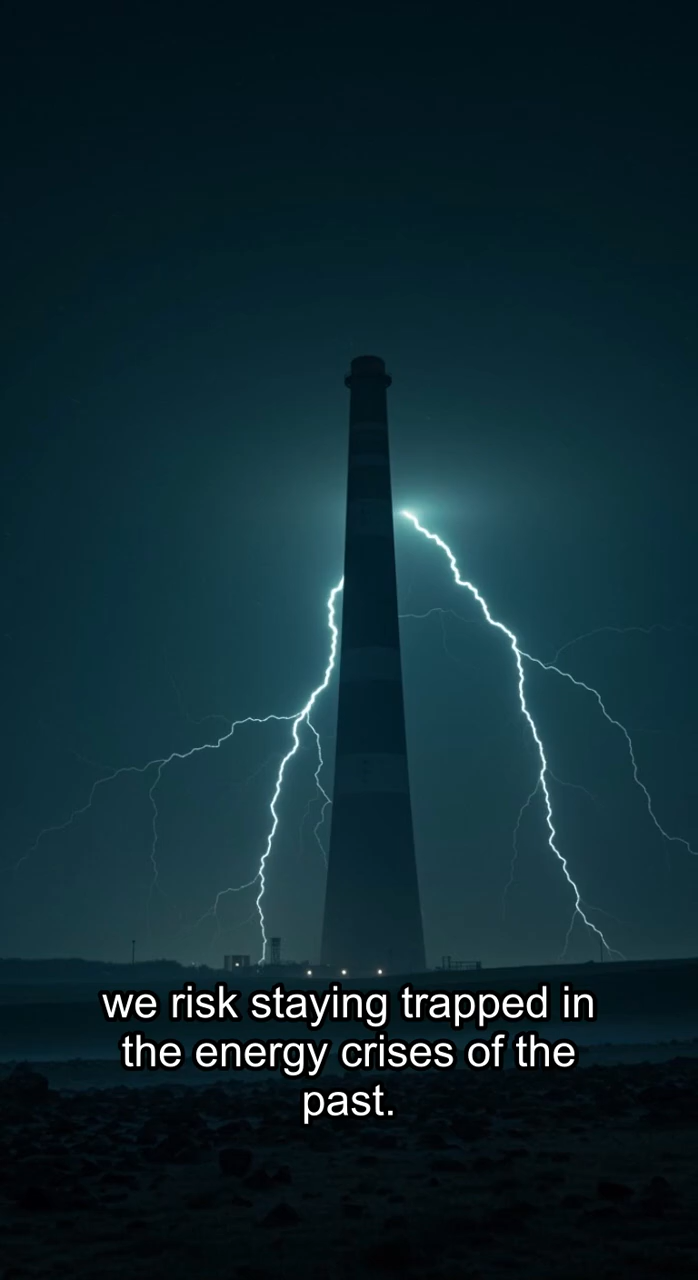 we risk staying trapped in
the energy crises of the
past.